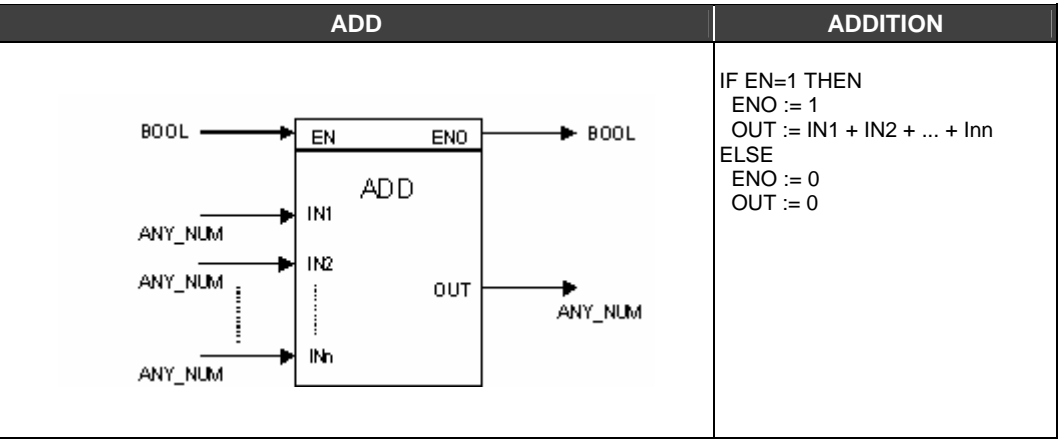 ADD
ADDITION
BOOL
EN
ENO
BOOL
ADD
IN1
ANY_NUM
IN2
ANY_NUM
OUT
ANY_NUM
INn
ANY_NUM
IF EN=1 THEN
ENO := 1
OUT := IN1 + IN2 + ... + Inn
ELSE
ENO := 0
OUT := 0